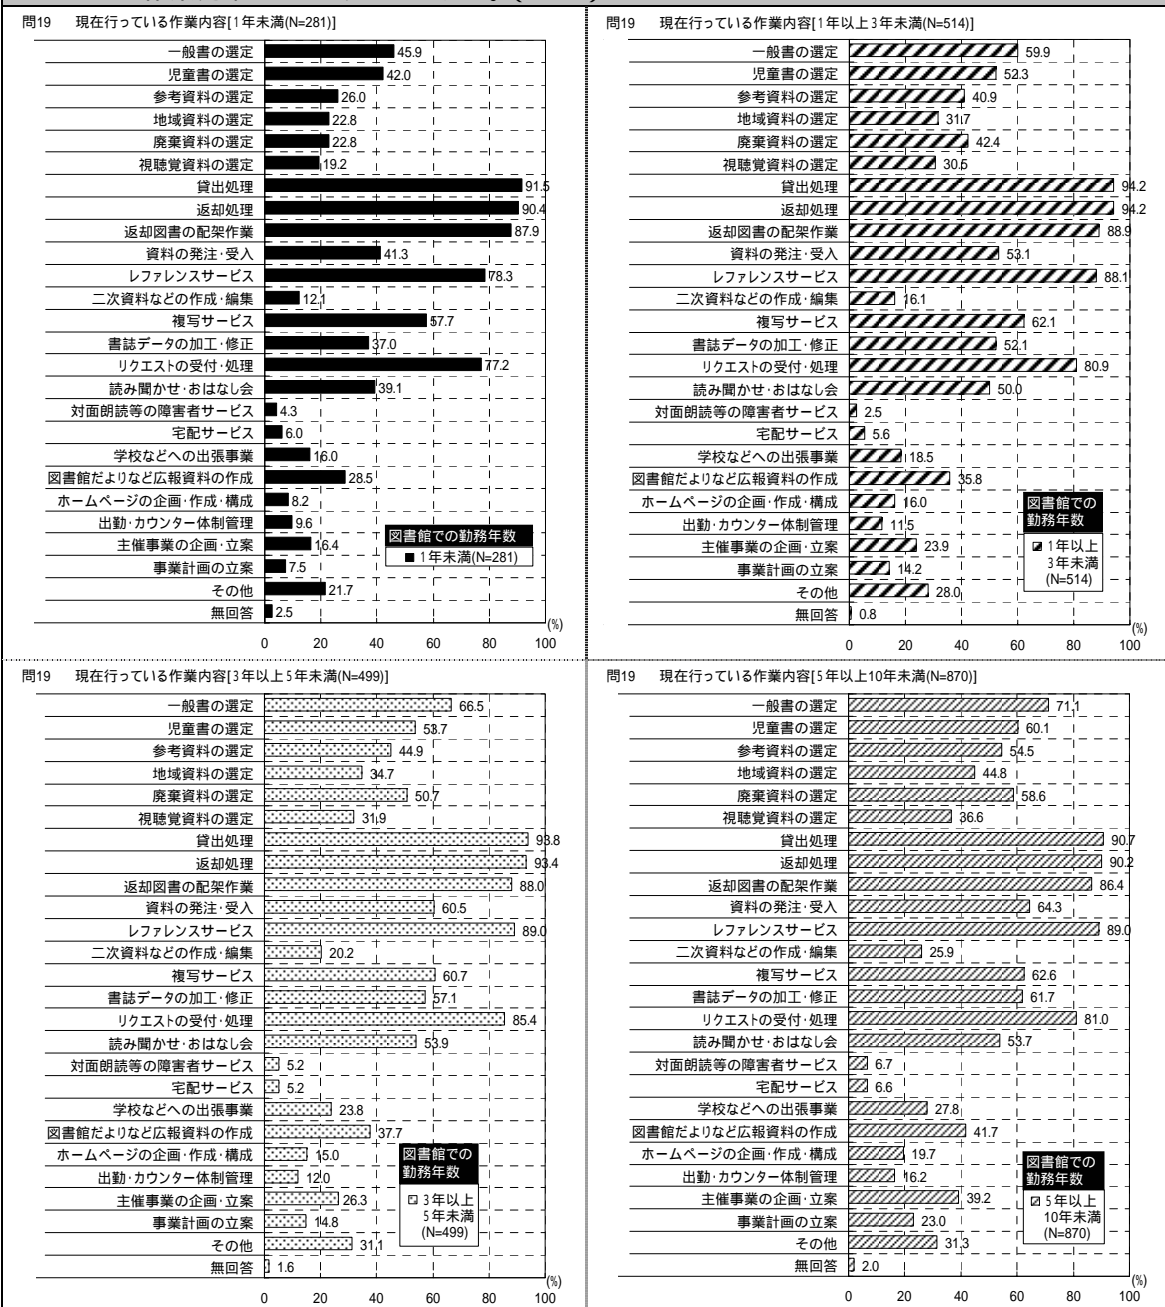 問19 現在行っている作業内容[1年未満(N=281)]
一般書の選定 45.9
児童書の選定 42.0
参考資料の選定 26.0
地域資料の選定 22.8
廃棄資料の選定 22.8
視聴覚資料の選定 19.2
貸出処理 91.5
返却処理 90.4
返却図書の配架作業 87.9
資料の発注・受入 41.3
レファレンスサービス 78.3
二次資料などの作成・編集 12.1
複写サービス 57.7
書誌データの加工・修正 37.0
リクエストの受付・処理 77.2
読み聞かせ・おはなし会 39.1
対面朗読等の障害者サービス 4.3
宅配サービス 6.0
学校などへの出張事業 16.0
図書館だよりなど広報資料の作成 28.5
ホームページの企画・作成・構成 8.2
出勤・カウンター体制管理 9.6
主催事業の企画・立案 16.4
事業計画の立案 7.5
その他 21.7
無回答 2.5
図書館での勤務年数
1年未満(N=281)
(%)
0 20 40 60 80 100
問19 現在行っている作業内容[1年以上3年未満(N=514)]
一般書の選定 59.9
児童書の選定 52.3
参考資料の選定 40.9
地域資料の選定 31.7
廃棄資料の選定 42.4
視聴覚資料の選定 30.5
貸出処理 94.2
返却処理 94.2
返却図書の配架作業 88.9
資料の発注・受入 53.1
レファレンスサービス 88.1
二次資料などの作成・編集 16.1
複写サービス 62.1
書誌データの加工・修正 52.1
リクエストの受付・処理 80.9
読み聞かせ・おはなし会 50.0
対面朗読等の障害者サービス 2.5
宅配サービス 5.6
学校などへの出張事業 18.5
図書館だよりなど広報資料の作成 35.8
ホームページの企画・作成・構成 16.0
出勤・カウンター体制管理 11.5
主催事業の企画・立案 23.9
事業計画の立案 14.2
その他 28.0
無回答 0.8
図書館での
勤務年数
1年以上
3年未満
(N=514)
(%)
0 20 40 60 80 100
問19 現在行っている作業内容[3年以上5年未満(N=499)]
一般書の選定 66.5
児童書の選定 53.7
参考資料の選定 44.9
地域資料の選定 34.7
廃棄資料の選定 50.7
視聴覚資料の選定 31.9
貸出処理 93.8
返却処理 93.4
返却図書の配架作業 88.0
資料の発注・受入 60.5
レファレンスサービス 89.0
二次資料などの作成・編集 20.2
複写サービス 60.7
書誌データの加工・修正 57.1
リクエストの受付・処理 85.4
読み聞かせ・おはなし会 53.9
対面朗読等の障害者サービス 5.2
宅配サービス 5.2
学校などへの出張事業 23.8
図書館だよりなど広報資料の作成 37.7
ホームページの企画・作成・構成 15.0
出勤・カウンター体制管理 12.0
主催事業の企画・立案 26.3
事業計画の立案 14.8
その他 31.1
無回答 1.6
図書館での
勤務年数
3年以上
5年未満
(N=499)
(%)
0 20 40 60 80 100
問19 現在行っている作業内容[5年以上10年未満(N=870)]
一般書の選定 71.1
児童書の選定 60.1
参考資料の選定 54.5
地域資料の選定 44.8
廃棄資料の選定 58.6
視聴覚資料の選定 36.6
貸出処理 90.7
返却処理 90.2
返却図書の配架作業 86.4
資料の発注・受入 64.3
レファレンスサービス 89.0
二次資料などの作成・編集 25.9
複写サービス 62.6
書誌データの加工・修正 61.7
リクエストの受付・処理 81.0
読み聞かせ・おはなし会 53.7
対面朗読等の障害者サービス 6.7
宅配サービス 6.6
学校などへの出張事業 27.8
図書館だよりなど広報資料の作成 41.7
ホームページの企画・作成・構成 19.7
出勤・カウンター体制管理 16.2
主催事業の企画・立案 39.2
事業計画の立案 23.0
その他 31.3
無回答 2.0
図書館での
勤務年数
5年以上
10年未満
(N=870)
(%)
0 20 40 60 80 100